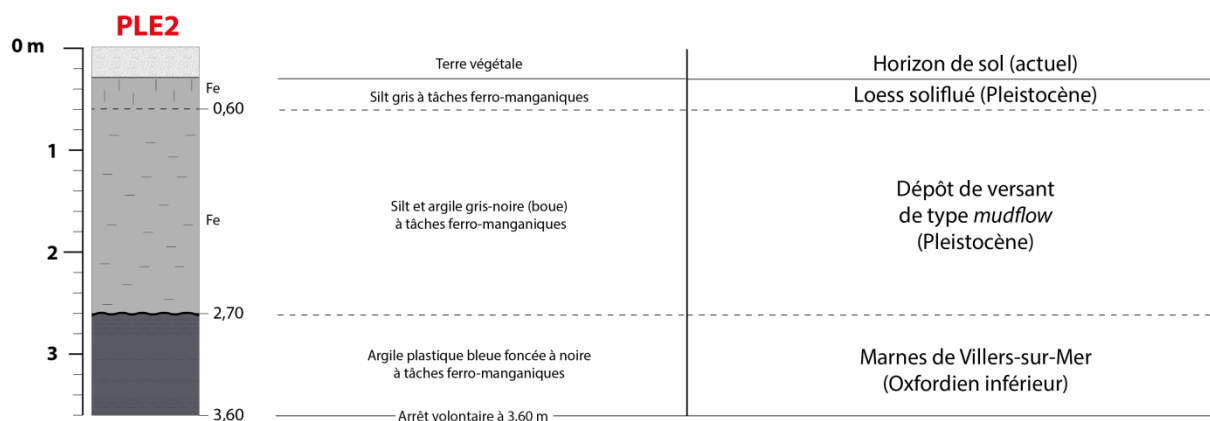 PLE2
0 m
Terre végétale
Horizon de sol (actuel)
Fe
Silt gris à tâches ferro-manganiques
Loess soliflué (Pleistocène)
0,60
1
Silt et argile gris-noire (boue)
à tâches ferro-manganiques
Dépôt de versant
de type mudflow
(Pleistocène)
Fe
2
2,70
3
Argile plastique bleue foncée à noire
à tâches ferro-manganiques
Marnes de Villers-sur-Mer
(Oxfordien inférieur)
3,60
Arrêt volontaire à 3,60 m